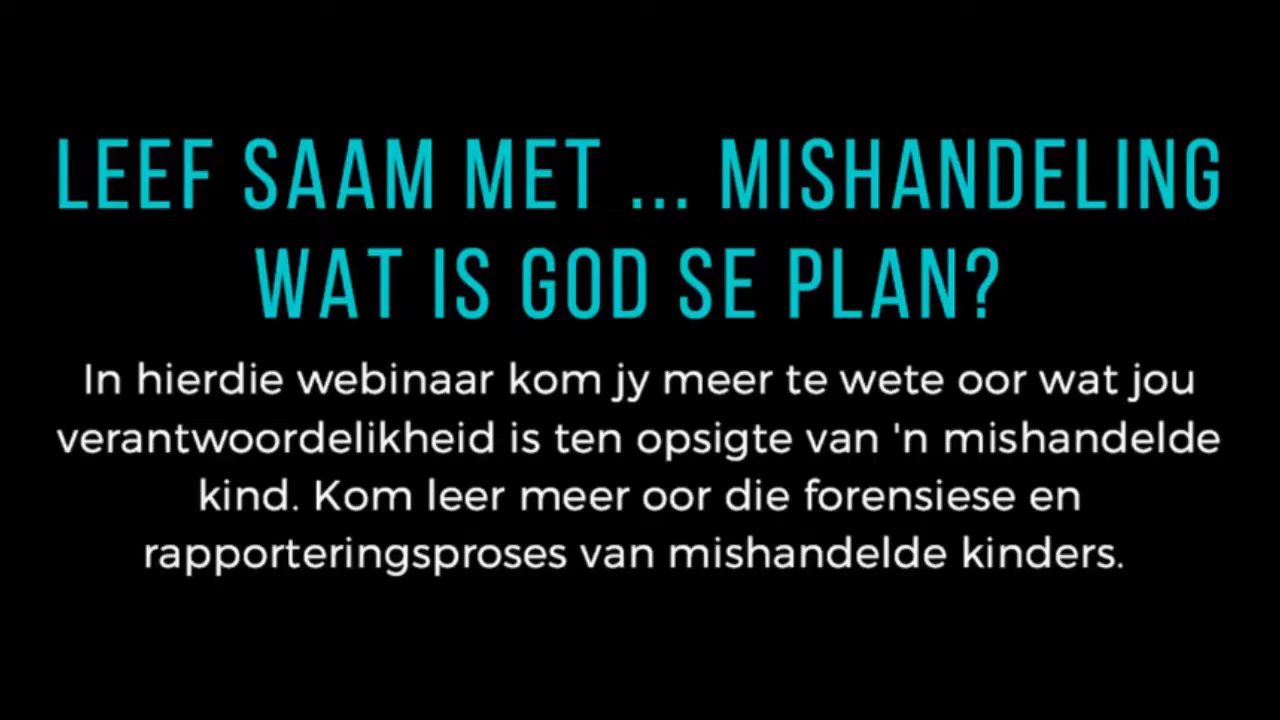 LEEF SAAM MET ... MISHANDELING
WAT IS GOD SE PLAN?
In hierdie webinaar kom jy meer te wete oor wat jou
verantwoordelikheid is ten opsigte van 'n mishandelde
kind. Kom leer meer oor die forensiese en
rapporteringsproses van mishandelde kinders.